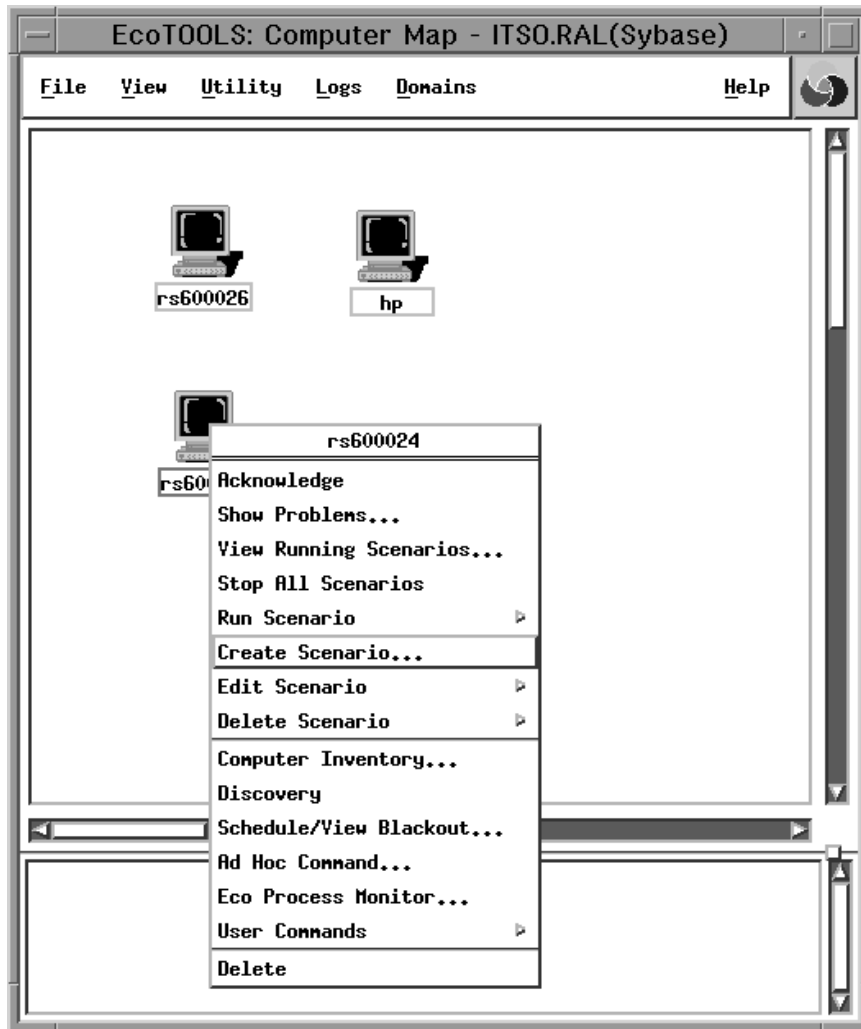 EcoTOOLS: Computer Map - ITSO.RAL(Sybase)
File View Utility Logs Domains Help
rs600026
hp
rs60
rs600024
Acknowledge
Show Problems...
View Running Scenarios...
Stop All Scenarios
Run Scenario
Create Scenario...
Edit Scenario
Delete Scenario
Computer Inventory...
Discovery
Schedule/View Blackout...
Ad Hoc Command...
Eco Process Monitor...
User Commands
Delete